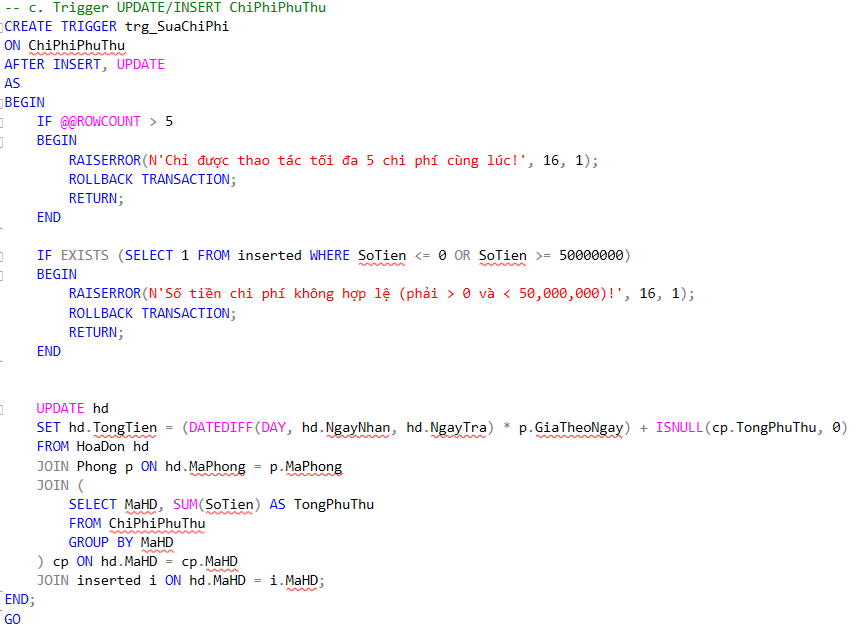 -- c. Trigger UPDATE/INSERT ChiPhiPhuThu
CREATE TRIGGER trg_SuaChiPhi
ON ChiPhiPhuThu
AFTER INSERT, UPDATE
AS
BEGIN
    IF @@ROWCOUNT > 5
    BEGIN
        RAISERROR(N'Chỉ được thao tác tối đa 5 chi phí cùng lúc!', 16, 1);
        ROLLBACK TRANSACTION;
        RETURN;
    END

    IF EXISTS (SELECT 1 FROM inserted WHERE SoTien <= 0 OR SoTien >= 50000000)
    BEGIN
        RAISERROR(N'Số tiền chi phí không hợp lệ (phải > 0 và < 50,000,000)!', 16, 1);
        ROLLBACK TRANSACTION;
        RETURN;
    END

    UPDATE hd
    SET hd.TongTien = (DATEDIFF(DAY, hd.NgayNhan, hd.NgayTra) * p.GiaTheoNgay) + ISNULL(cp.TongPhuThu, 0)
    FROM HoaDon hd
    JOIN Phong p ON hd.MaPhong = p.MaPhong
    JOIN (
        SELECT MaHD, SUM(SoTien) AS TongPhuThu
        FROM ChiPhiPhuThu
        GROUP BY MaHD
    ) cp ON hd.MaHD = cp.MaHD
    JOIN inserted i ON hd.MaHD = i.MaHD;
END;
GO